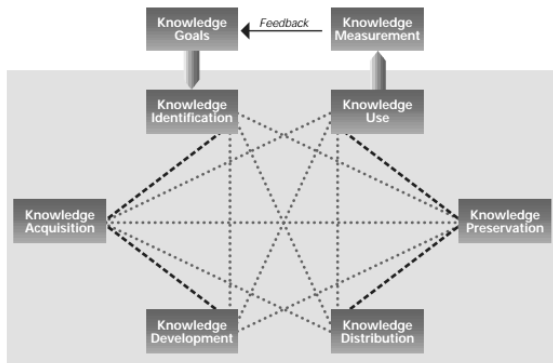 Knowledge
Goals
Feedback
Knowledge
Measurement
Knowledge
Identification
Knowledge
Use
Knowledge
Acquisition
Knowledge
Preservation
Knowledge
Development
Knowledge
Distribution